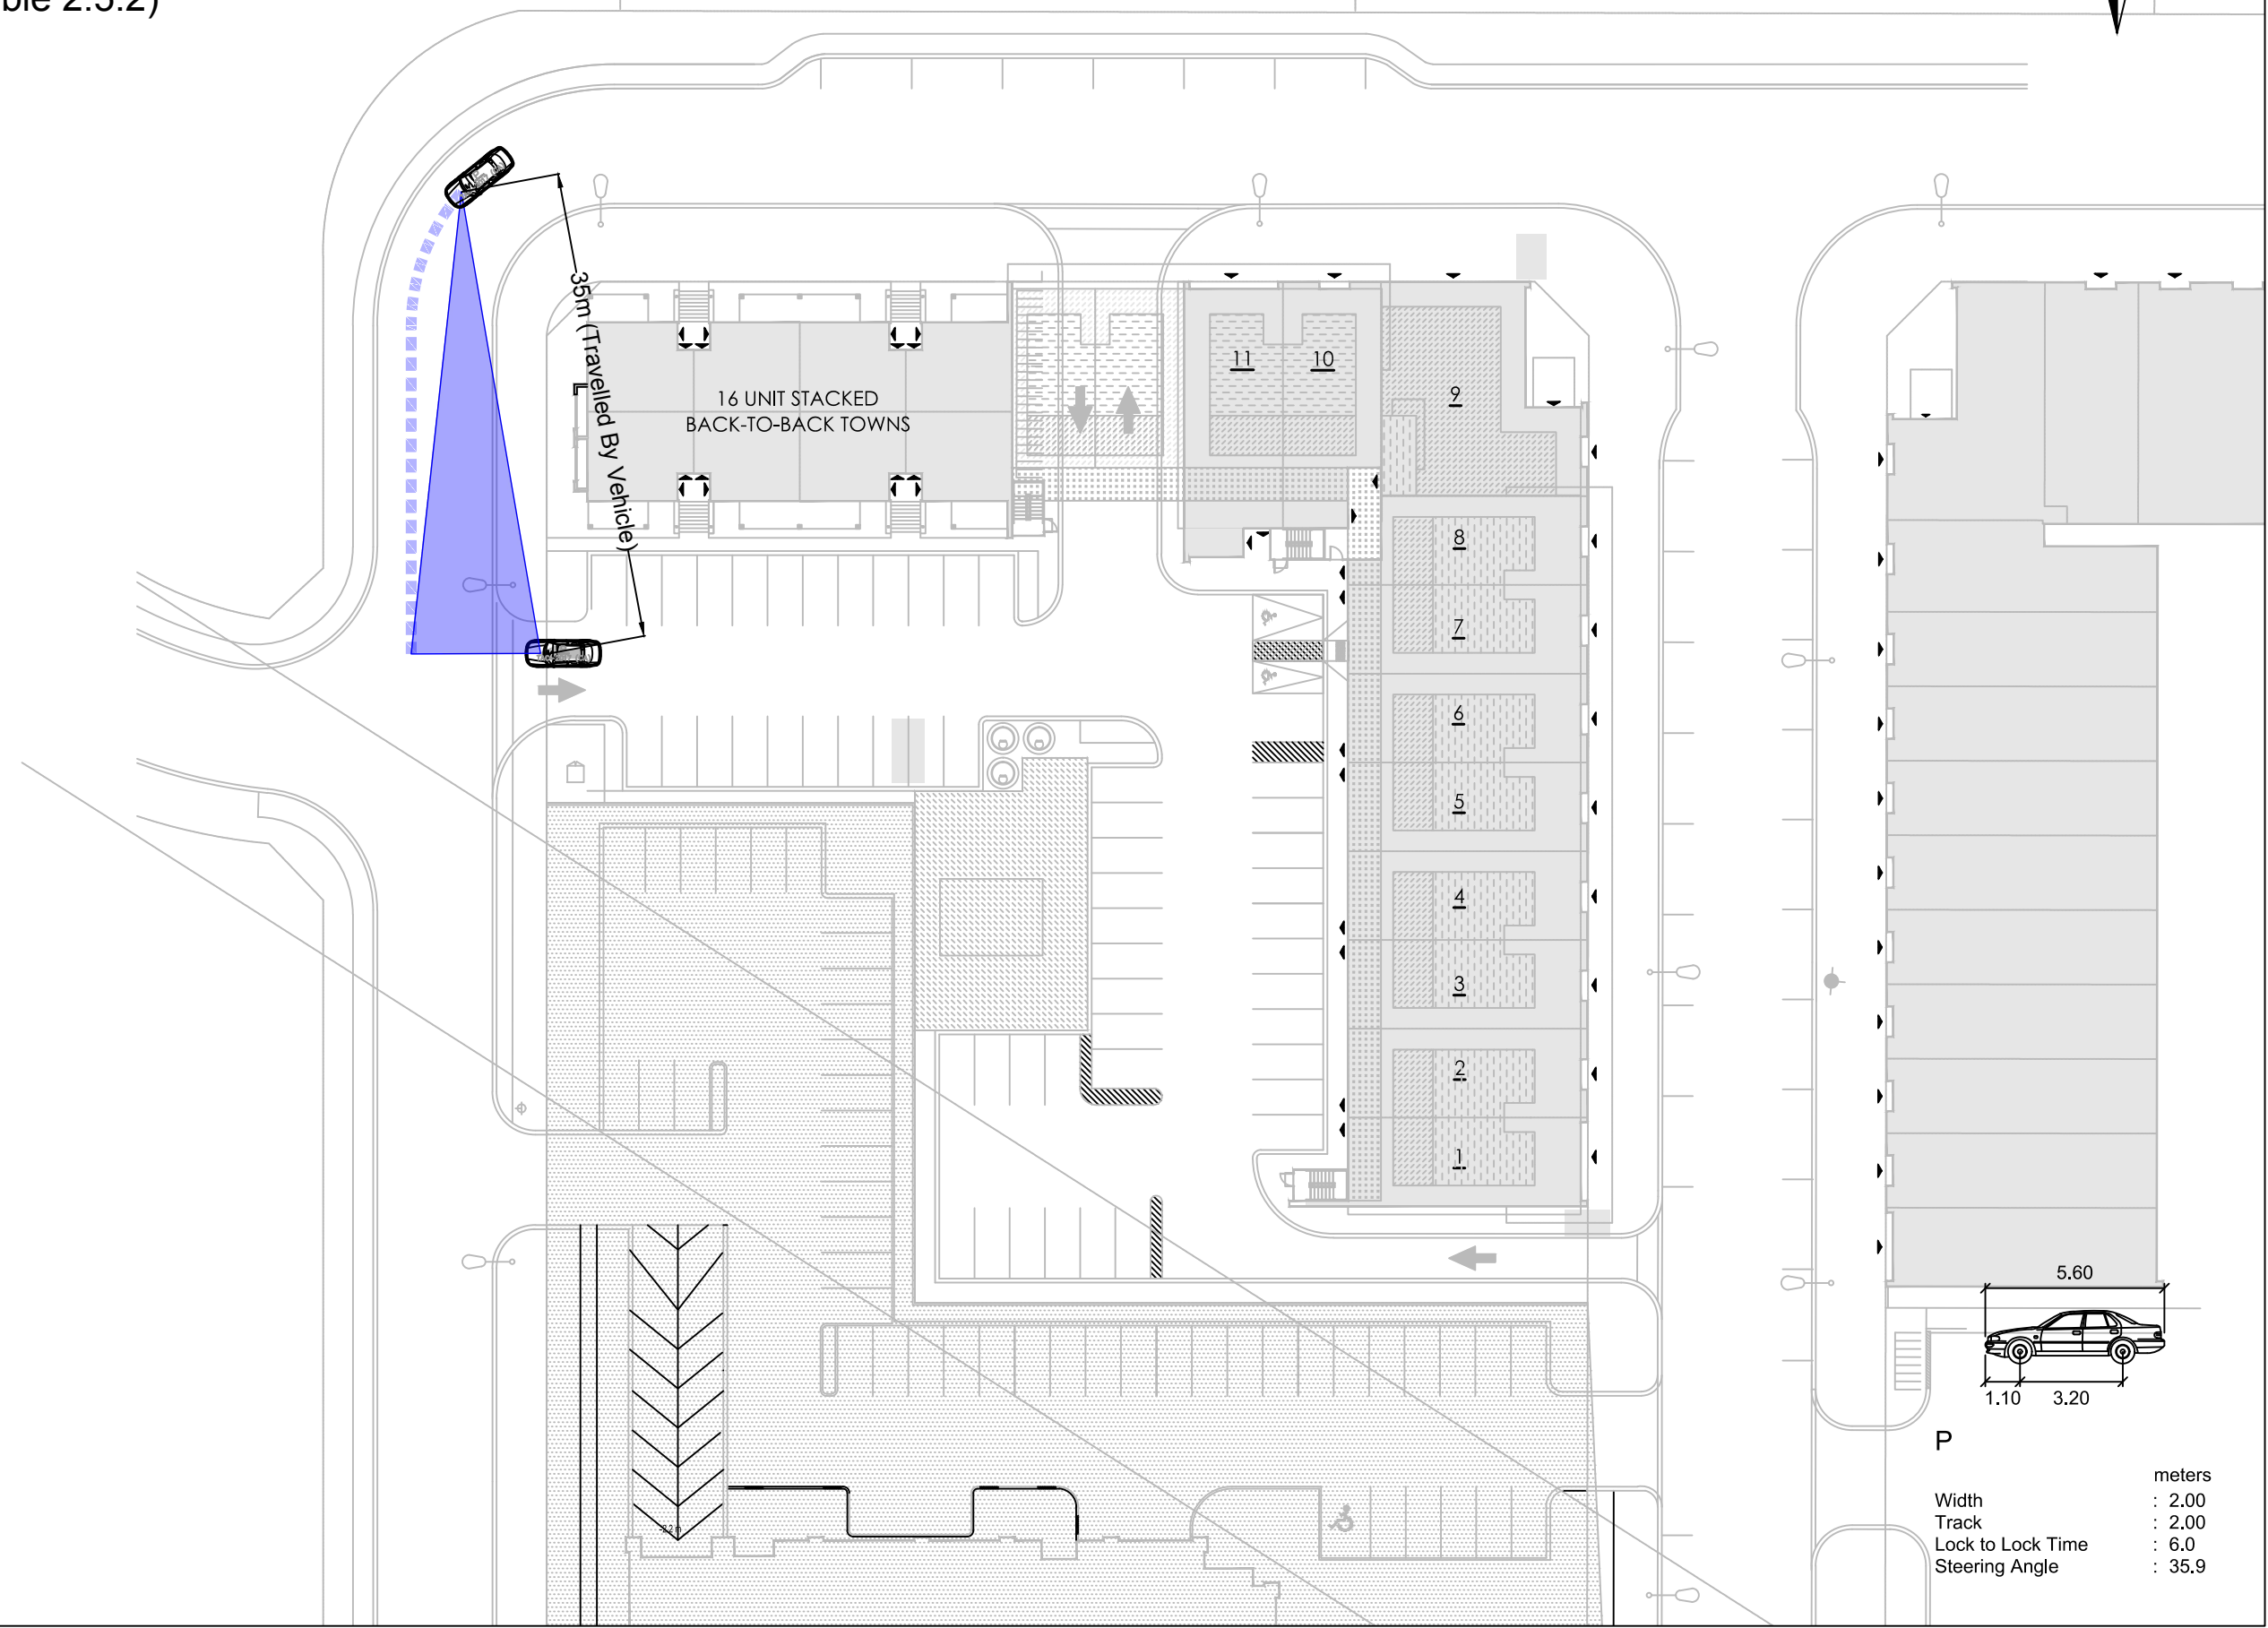 ble 2.5.2)
35m (Travelled By Vehicle)
16 UNIT STACKED
BACK-TO-BACK TOWNS
11
10
9
8
7
6
5
4
3
2
1
5.60
1.10
3.20
P
meters
Width : 2.00
Track : 2.00
Lock to Lock Time : 6.0
Steering Angle : 35.9